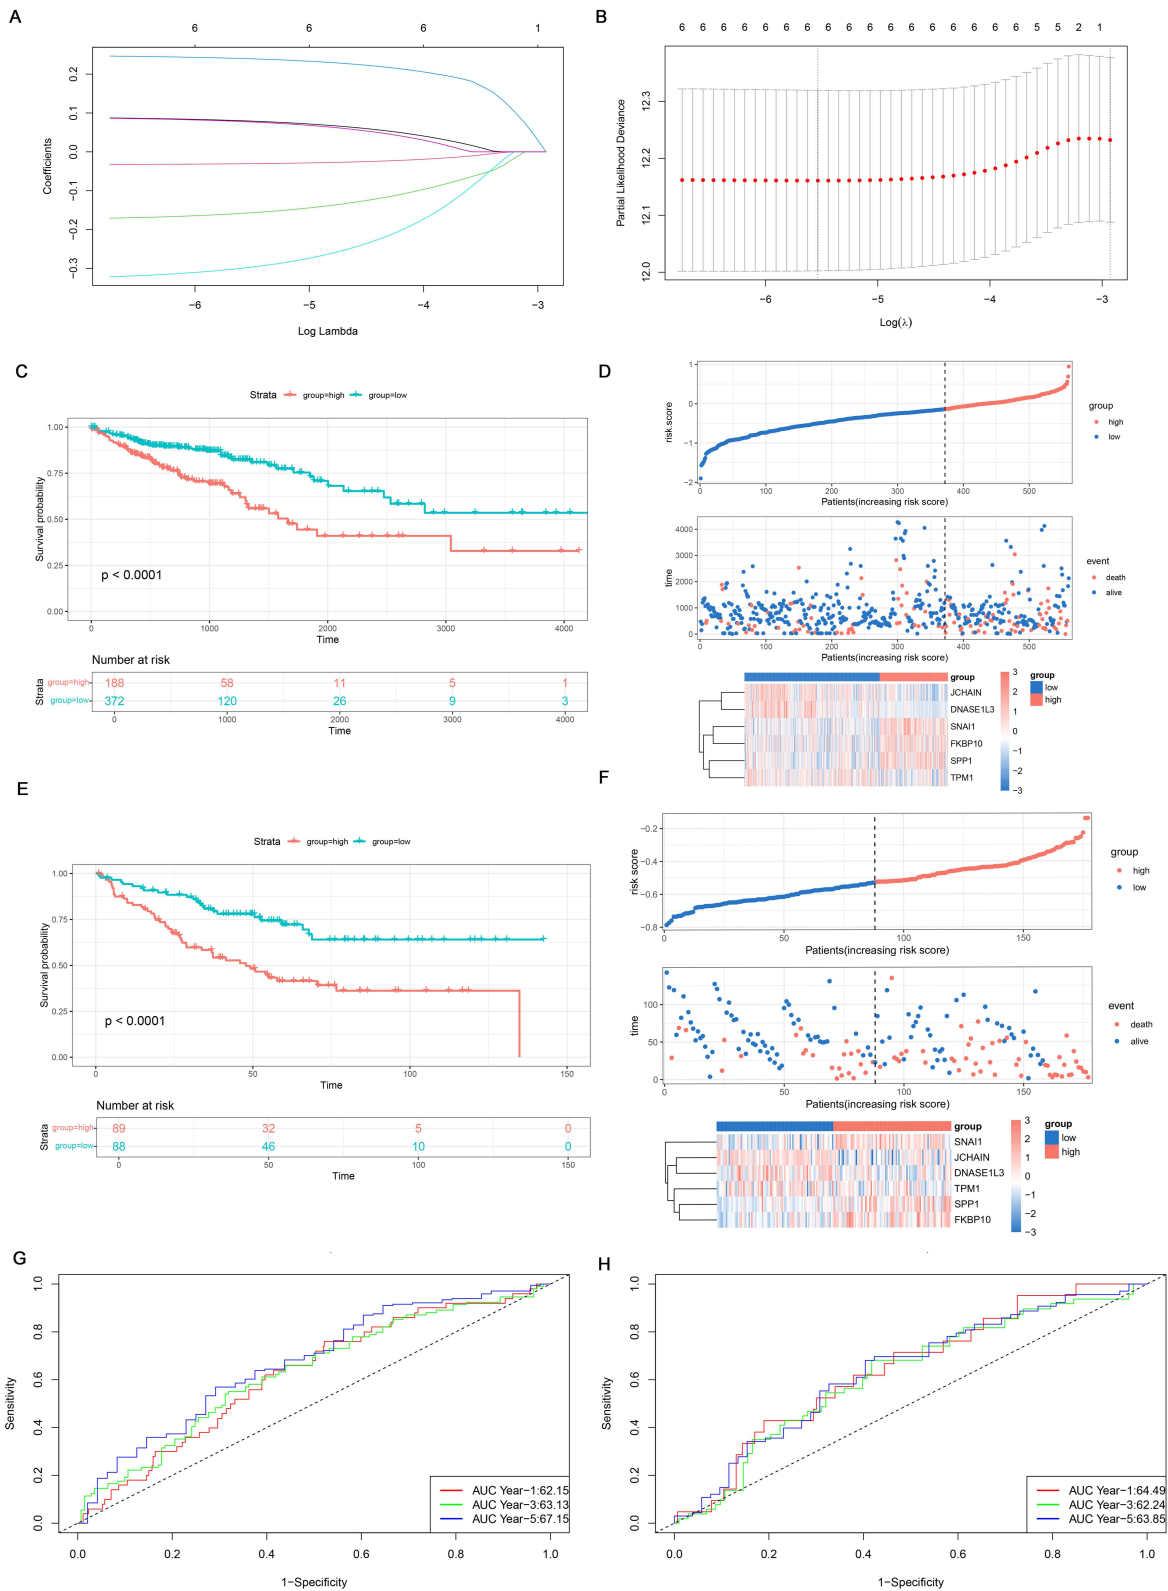 A
6 6 6 1
0.2
0.1
0.0
−0.1
−0.2
−0.3
Coefficients
−6 −5 −4 −3
Log Lambda
B
6 6 6 6 6 6 6 6 6 6 6 6 6 6 6 6 6 5 5 2 1
12.3
12.2
12.1
12.0
Partial Likelihood Deviance
−6 −5 −4 −3
Log(λ)
C
Strata group=high group=low
1.00
0.75
0.50
0.25
0.00
Survival probability
p < 0.0001
0 1000 2000 3000 4000
Time
Number at risk
Strata
group=high 188 58 11 5 1
group=low 372 120 26 9 3
0 1000 2000 3000 4000
Time
D
1
0
−1
−2
risk.score
0 100 200 300 400 500
Patients(increasing risk score)
group
high
low
4000
3000
2000
1000
0
time
0 100 200 300 400 500
Patients(increasing risk score)
event
death
alive
group
JCHAIN
DNASE1L3
SNAI1
FKBP10
SPP1
TPM1
3
2
1
0
−1
−2
−3
group
low
high
E
Strata group=high group=low
1.00
0.75
0.50
0.25
0.00
Survival probability
p < 0.0001
0 50 100 150
Time
Number at risk
Strata
group=high 89 32 5 0
group=low 88 46 10 0
0 50 100 150
Time
F
−0.2
−0.4
−0.6
−0.8
risk score
0 50 100 150
Patients(increasing risk score)
group
high
low
100
50
0
time
0 50 100 150
Patients(increasing risk score)
event
death
alive
group
SNAI1
JCHAIN
DNASE1L3
TPM1
SPP1
FKBP10
3
2
1
0
−1
−2
−3
group
low
high
G
1.0
0.8
0.6
0.4
0.2
0.0
Sensitivity
AUC Year−1:62.15
AUC Year−3:63.13
AUC Year−5:67.15
0.0 0.2 0.4 0.6 0.8 1.0
1−Specificity
H
1.0
0.8
0.6
0.4
0.2
0.0
Sensitivity
AUC Year−1:64.49
AUC Year−3:62.24
AUC Year−5:63.85
0.0 0.2 0.4 0.6 0.8 1.0
1−Specificity